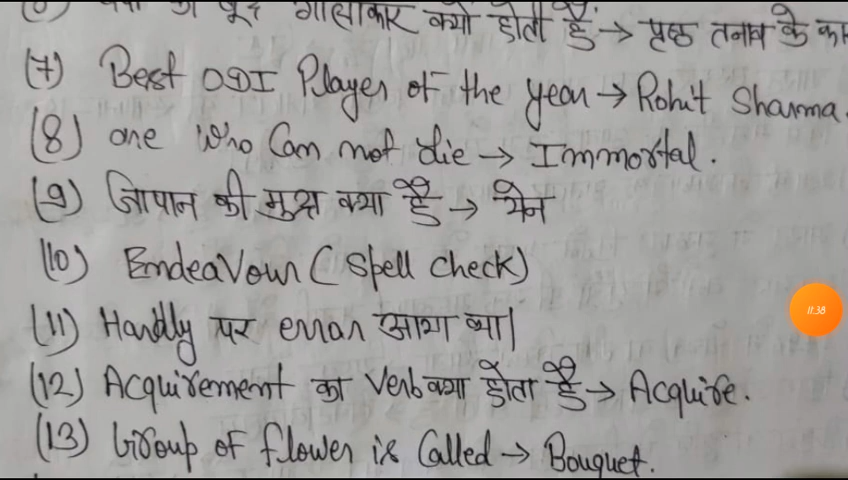 की बूंद गोलाकार क्यों होती है → पृष्ठ तनाव के
(7) Best ODI Player of the year → Rohit Sharma.
(8) one who Can not die → Immortal.
(9) जापान की मुद्रा क्या है → येन
(10) Endeavour (Spell check)
(11) Hardly पर error आया था।
(12) Acquirement का Verb क्या होता है → Acquire.
(13) Group of flower is Called → Bouquet.
11.38